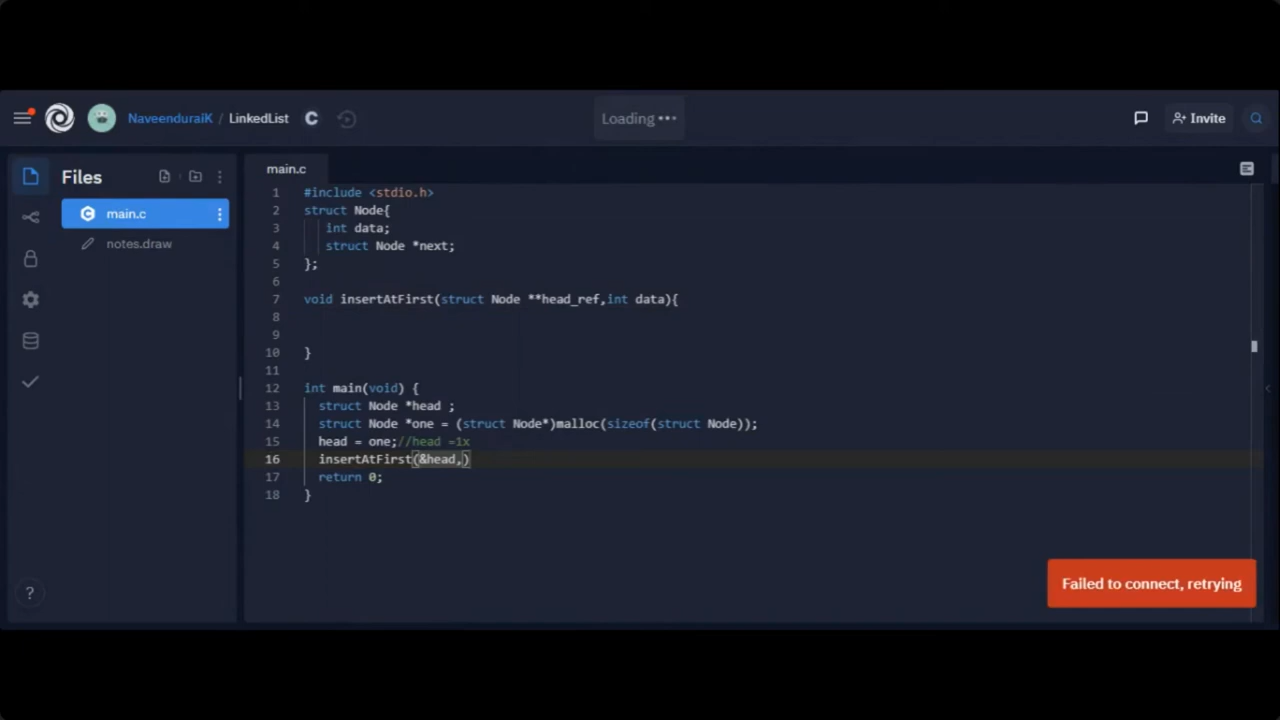 NaveenduraiK / LinkedList C
Loading •••
Invite
Files
main.c
notes.draw
main.c
1 #include <stdio.h>
2 struct Node{
3 int data;
4 struct Node *next;
5 };
6
7 void insertAtFirst(struct Node **head_ref,int data){
8
9
10 }
11
12 int main(void) {
13 struct Node *head ;
14 struct Node *one = (struct Node*)malloc(sizeof(struct Node));
15 head = one;//head =1x
16 insertAtFirst(&head,)
17 return 0;
18 }
?
Failed to connect, retrying